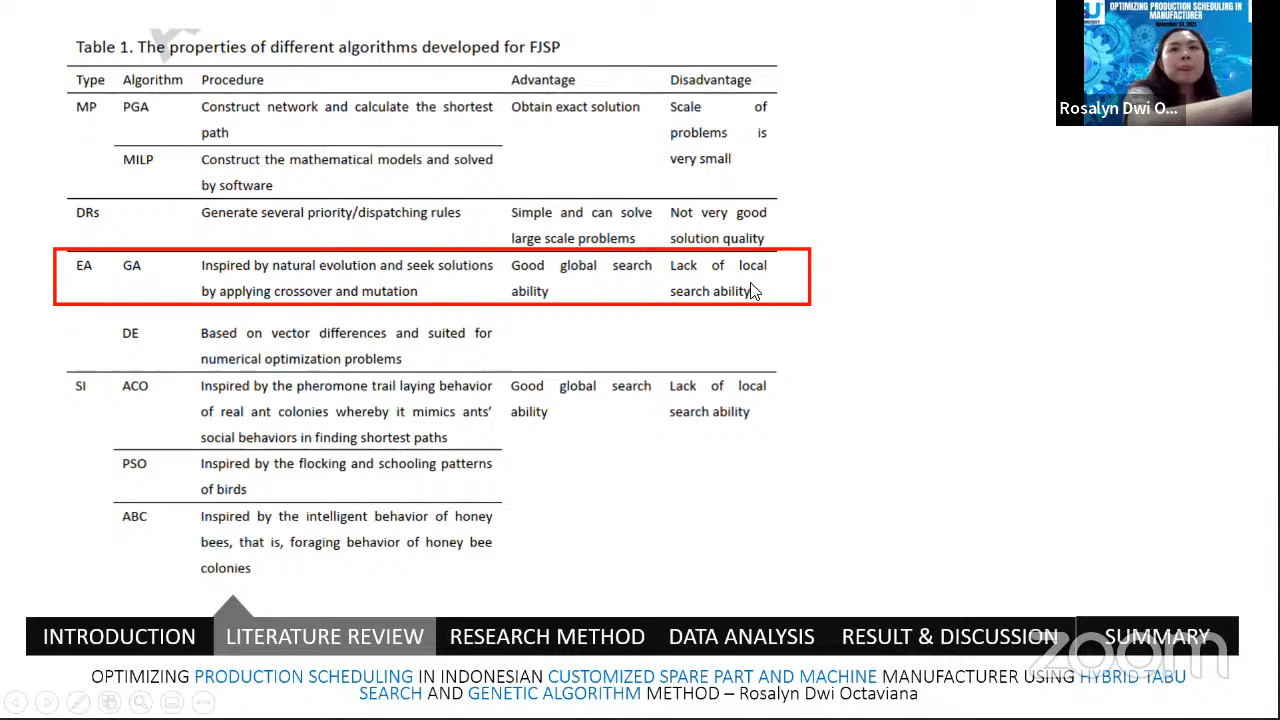 Table 1. The properties of different algorithms developed for FJSP
Type Algorithm Procedure Advantage Disadvantage
MP PGA Construct network and calculate the shortest Obtain exact solution Scale of
path problems is
MILP Construct the mathematical models and solved very small
by software
DRs Generate several priority/dispatching rules Simple and can solve Not very good
large scale problems solution quality
EA GA Inspired by natural evolution and seek solutions Good global search Lack of local
by applying crossover and mutation ability search ability
DE Based on vector differences and suited for
numerical optimization problems
SI ACO Inspired by the pheromone trail laying behavior Good global search Lack of local
of real ant colonies whereby it mimics ants’ ability search ability
social behaviors in finding shortest paths
PSO Inspired by the flocking and schooling patterns
of birds
ABC Inspired by the intelligent behavior of honey
bees, that is, foraging behavior of honey bee
colonies
OPTIMIZING PRODUCTION SCHEDULING IN
MANUFACTURER
November 24, 2021
Rosalyn Dwi O...
INTRODUCTION LITERATURE REVIEW RESEARCH METHOD DATA ANALYSIS RESULT & DISCUSSION SUMMARY
zoom
OPTIMIZING PRODUCTION SCHEDULING IN INDONESIAN CUSTOMIZED SPARE PART AND MACHINE MANUFACTURER USING HYBRID TABU
SEARCH AND GENETIC ALGORITHM METHOD – Rosalyn Dwi Octaviana